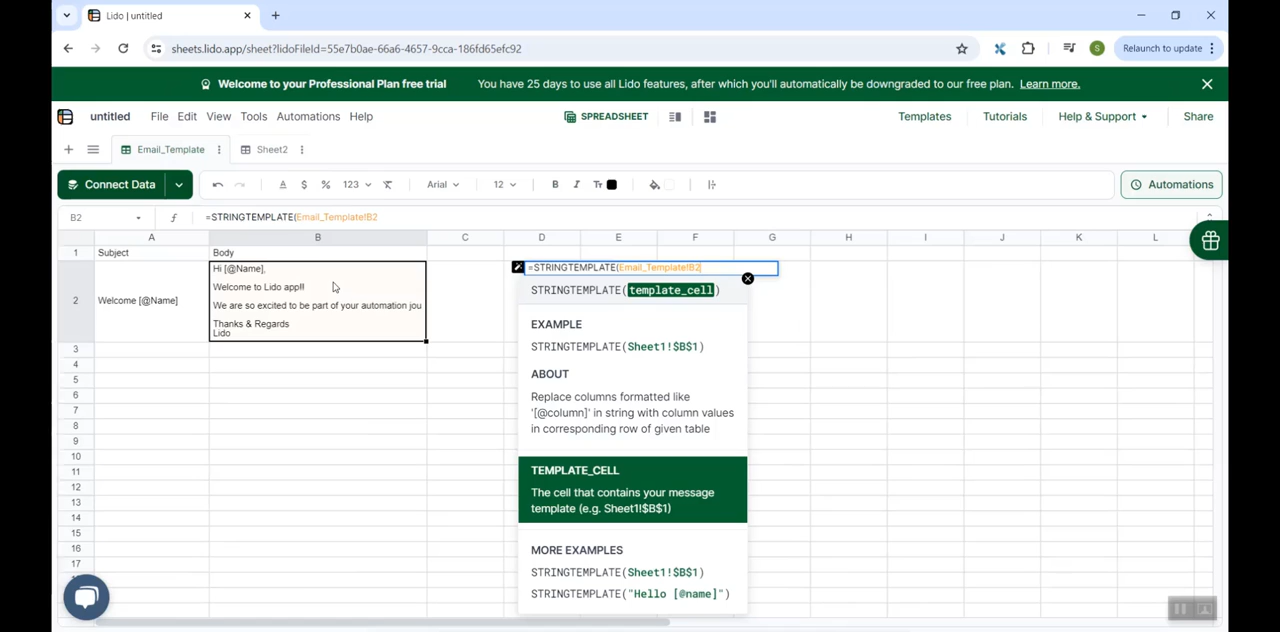 Lido | untitled
sheets.lido.app/sheet?lidoFileId=55e7b0ae-66a6-4657-9cca-186fd65efc92
S
Relaunch to update
Welcome to your Professional Plan free trial You have 25 days to use all Lido features, after which you'll automatically be downgraded to our free plan. Learn more.
untitled File Edit View Tools Automations Help SPREADSHEET Templates Tutorials Help & Support Share
Email_Template Sheet2
Connect Data $ % 123 Arial 12 B I Tr Automations
B2 f =STRINGTEMPLATE(Email_Template!B2
A B C D E F G H I J K L
1 Subject Body
2 Welcome [@Name]
Hi [@Name],
Welcome to Lido app!!
We are so excited to be part of your automation jou
Thanks & Regards
Lido
=STRINGTEMPLATE(Email_Template!B2
STRINGTEMPLATE(template_cell)
EXAMPLE
STRINGTEMPLATE(Sheet1!$B$1)
ABOUT
Replace columns formatted like
'[@column]' in string with column values
in corresponding row of given table
TEMPLATE_CELL
The cell that contains your message
template (e.g. Sheet1!$B$1)
MORE EXAMPLES
STRINGTEMPLATE(Sheet1!$B$1)
STRINGTEMPLATE("Hello [@name]")
3
4
5
6
7
8
9
10
11
12
13
14
15
16
17